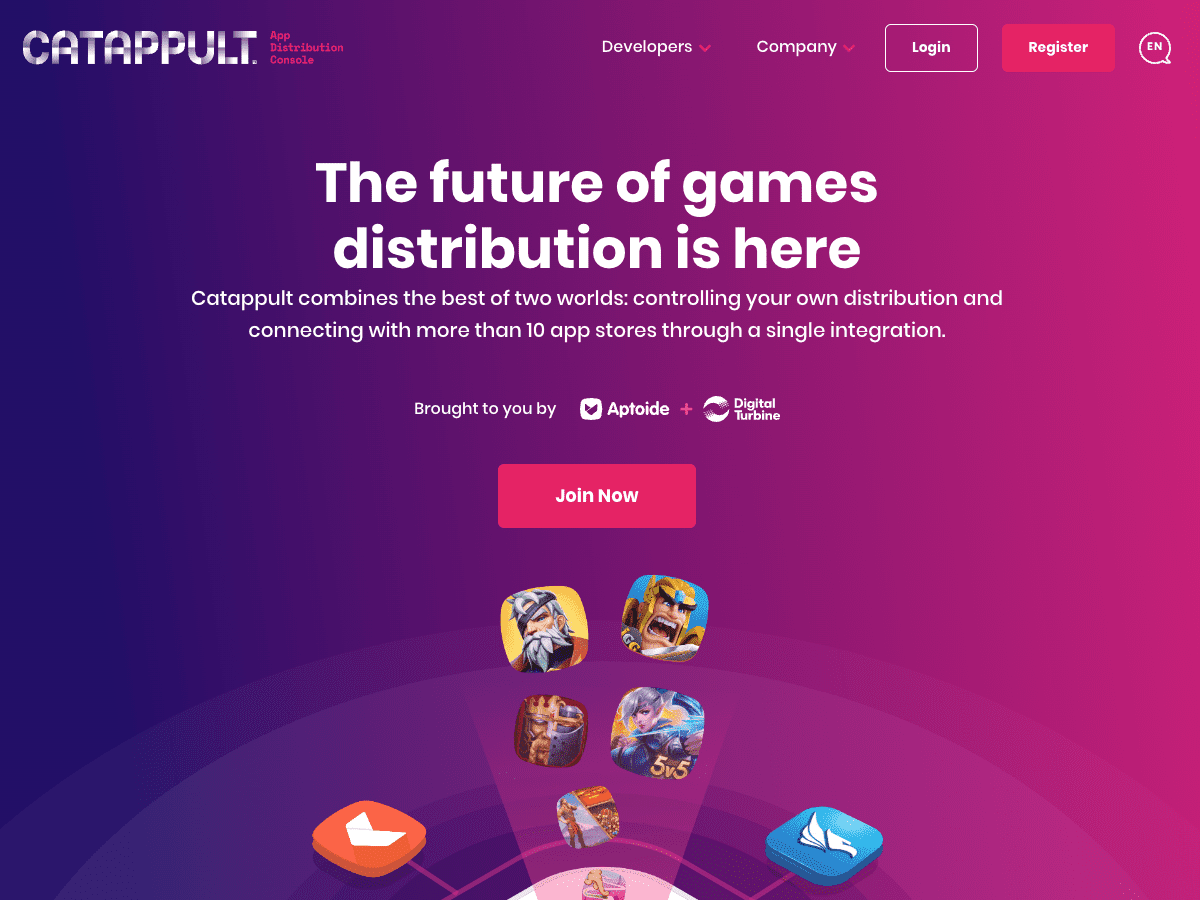 CATAPPULT.
App
Distribution
Console
Developers
Company
Login
Register
EN
The future of games
distribution is here
Catappult combines the best of two worlds: controlling your own distribution and
connecting with more than 10 app stores through a single integration.
Brought to you by
Aptoide
+
Digital
Turbine
Join Now
GG
5v5